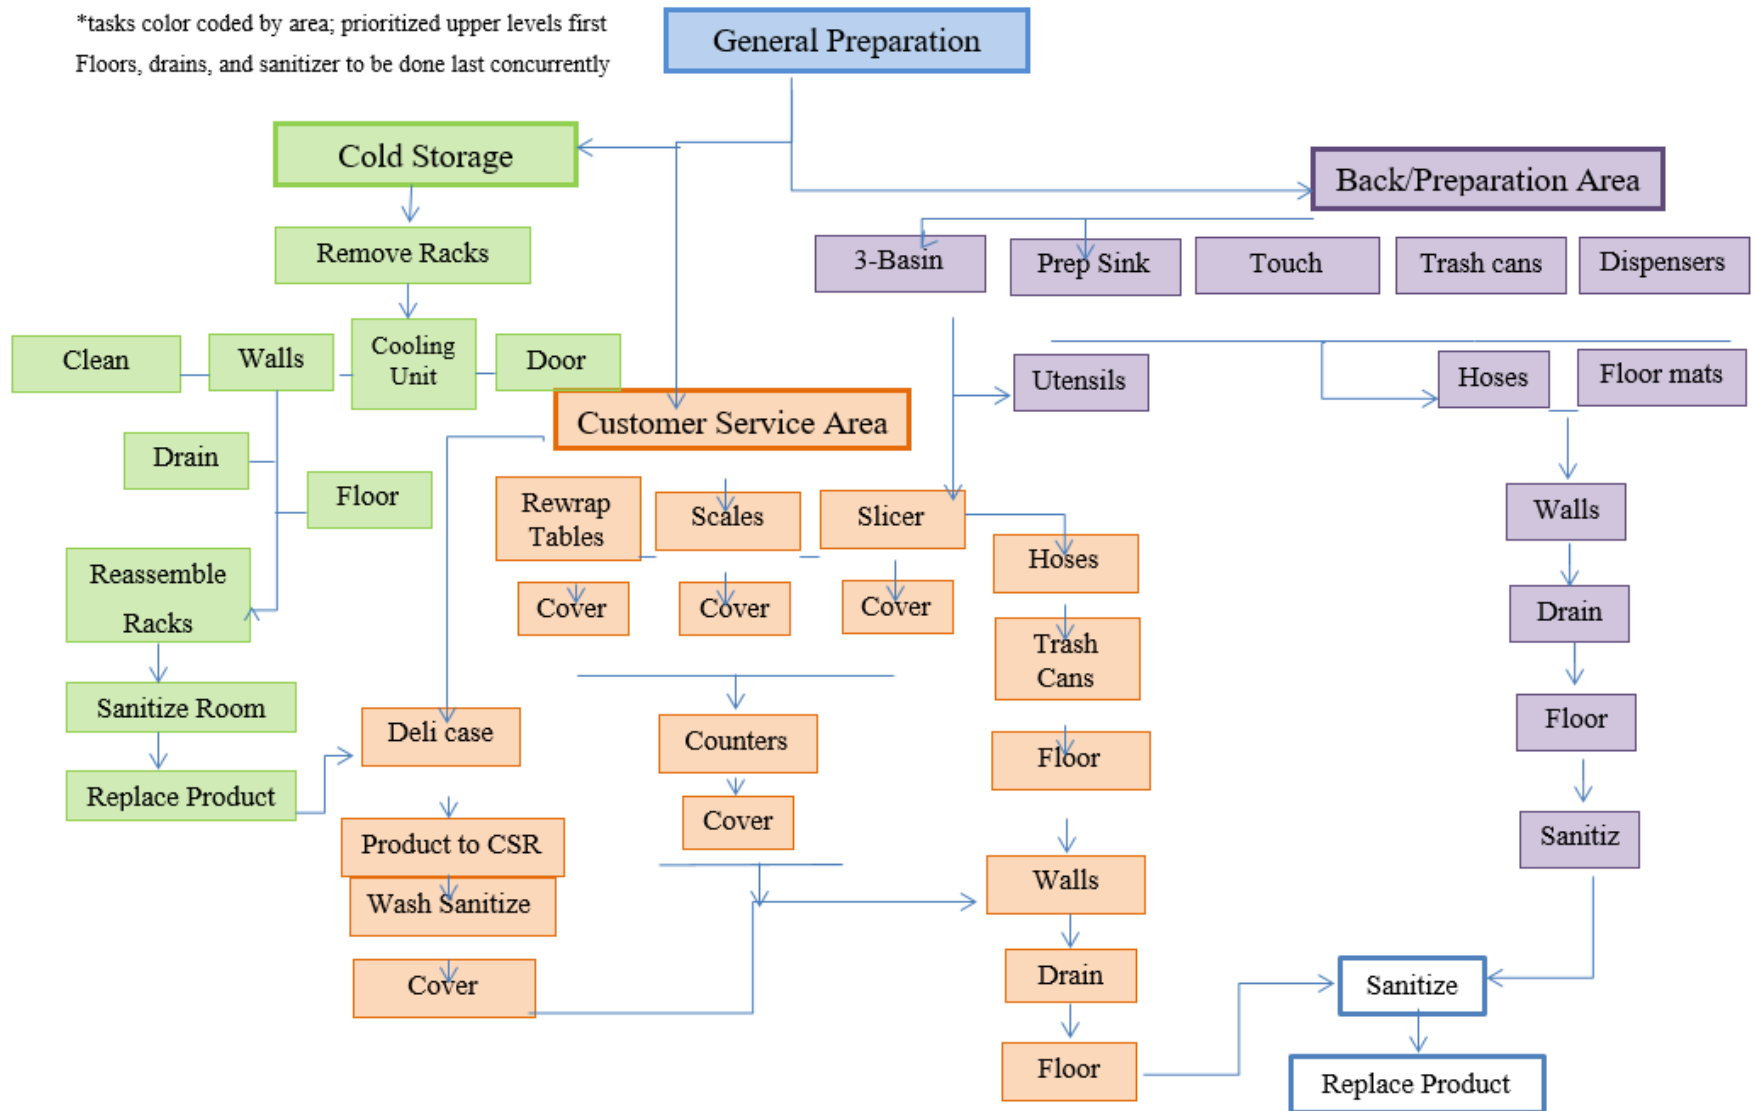 *tasks color coded by area; prioritized upper levels first
Floors, drains, and sanitizer to be done last concurrently
General Preparation
Cold Storage
Back/Preparation Area
Remove Racks
3-Basin
Prep Sink
Touch
Trash cans
Dispensers
Clean
Walls
Cooling
Unit
Door
Utensils
Hoses
Floor mats
Customer Service Area
Drain
Floor
Rewrap
Tables
Scales
Slicer
Walls
Hoses
Reassemble
Racks
Cover
Cover
Cover
Drain
Trash
Cans
Sanitize Room
Deli case
Counters
Floor
Floor
Replace Product
Cover
Sanitiz
Product to CSR
Walls
Wash Sanitize
Cover
Drain
Sanitize
Floor
Replace Product